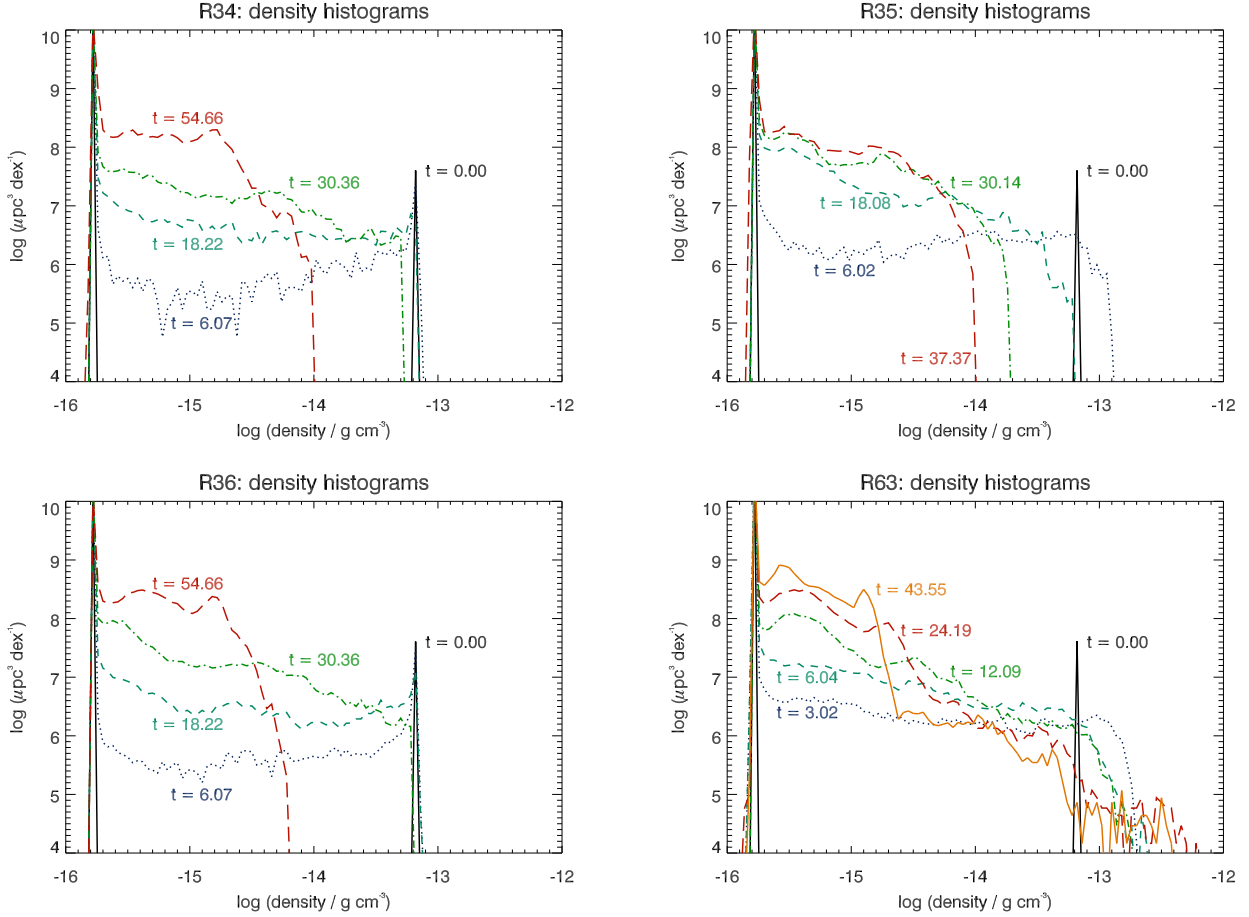 R34: density histograms
10
9
8
7
6
5
4
log (μpc³ dex⁻¹)
t = 54.66
t = 30.36
t = 0.00
t = 18.22
t = 6.07
-16 -15 -14 -13 -12
log (density / g cm⁻³)
R35: density histograms
10
9
8
7
6
5
4
log (μpc³ dex⁻¹)
t = 30.14
t = 0.00
t = 18.08
t = 6.02
t = 37.37
-16 -15 -14 -13 -12
log (density / g cm⁻³)
R36: density histograms
10
9
8
7
6
5
4
log (μpc³ dex⁻¹)
t = 54.66
t = 0.00
t = 30.36
t = 18.22
t = 6.07
-16 -15 -14 -13 -12
log (density / g cm⁻³)
R63: density histograms
10
9
8
7
6
5
4
log (μpc³ dex⁻¹)
t = 43.55
t = 24.19
t = 0.00
t = 12.09
t = 6.04
t = 3.02
-16 -15 -14 -13 -12
log (density / g cm⁻³)